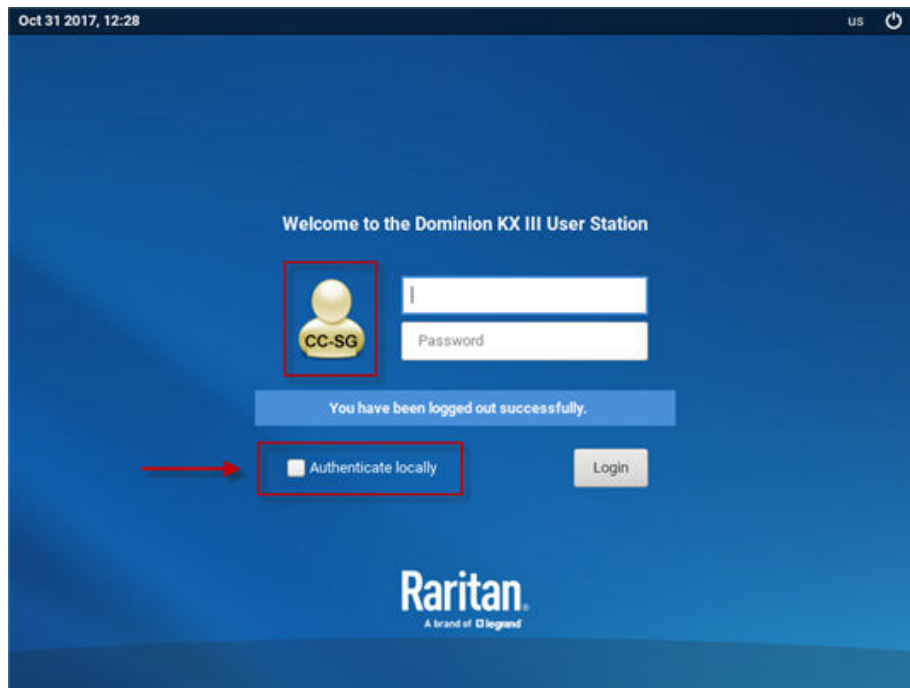 Oct 31 2017, 12:28 us
Welcome to the Dominion KX III User Station
CC-SG
Password
You have been logged out successfully.
Authenticate locally
Login
Raritan.
A brand of legrand